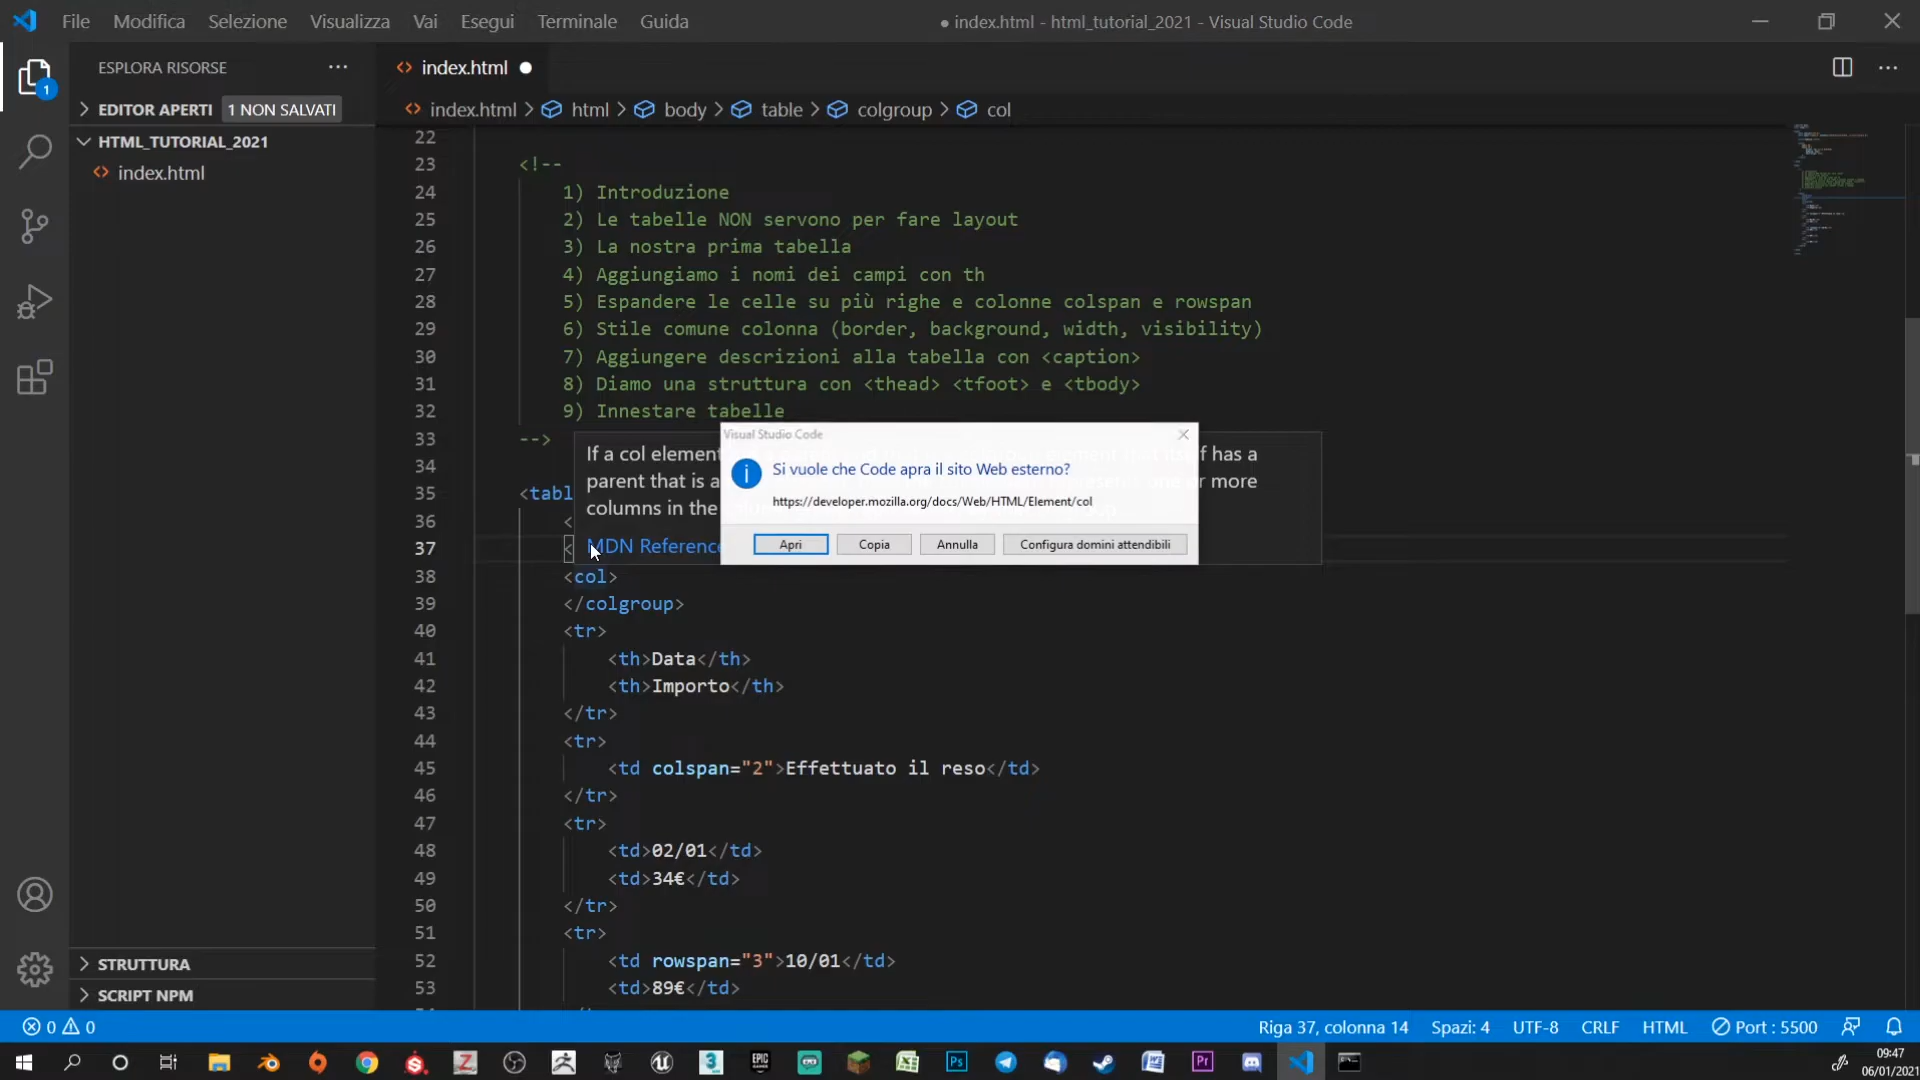 File Modifica Selezione Visualizza Vai Esegui Terminale Guida
● index.html - html_tutorial_2021 - Visual Studio Code
ESPLORA RISORSE ···
EDITOR APERTI 1 NON SALVATI
HTML_TUTORIAL_2021
index.html
1
index.html ●
index.html > html > body > table > colgroup > col
22
23 <!--
24 1) Introduzione
25 2) Le tabelle NON servono per fare layout
26 3) La nostra prima tabella
27 4) Aggiungiamo i nomi dei campi con th
28 5) Espandere le celle su più righe e colonne colspan e rowspan
29 6) Stile comune colonna (border, background, width, visibility)
30 7) Aggiungere descrizioni alla tabella con <caption>
31 8) Diamo una struttura con <thead> <tfoot> e <tbody>
32 9) Innestare tabelle
33 -->
34
35 <tabl
36 <
37 <
38 <col>
39 </colgroup>
40 <tr>
41 <th>Data</th>
42 <th>Importo</th>
43 </tr>
44 <tr>
45 <td colspan="2">Effettuato il reso</td>
46 </tr>
47 <tr>
48 <td>02/01</td>
49 <td>34€</td>
50 </tr>
51 <tr>
52 <td rowspan="3">10/01</td>
53 <td>89€</td>
If a col element f has a
parent that is a or more
columns in the
MDN Reference
Visual Studio Code
Si vuole che Code apra il sito Web esterno?
https://developer.mozilla.org/docs/Web/HTML/Element/col
Apri Copia Annulla Configura domini attendibili
STRUTTURA
SCRIPT NPM
0 0
Riga 37, colonna 14 Spazi: 4 UTF-8 CRLF HTML Port : 5500
09:47
06/01/2021